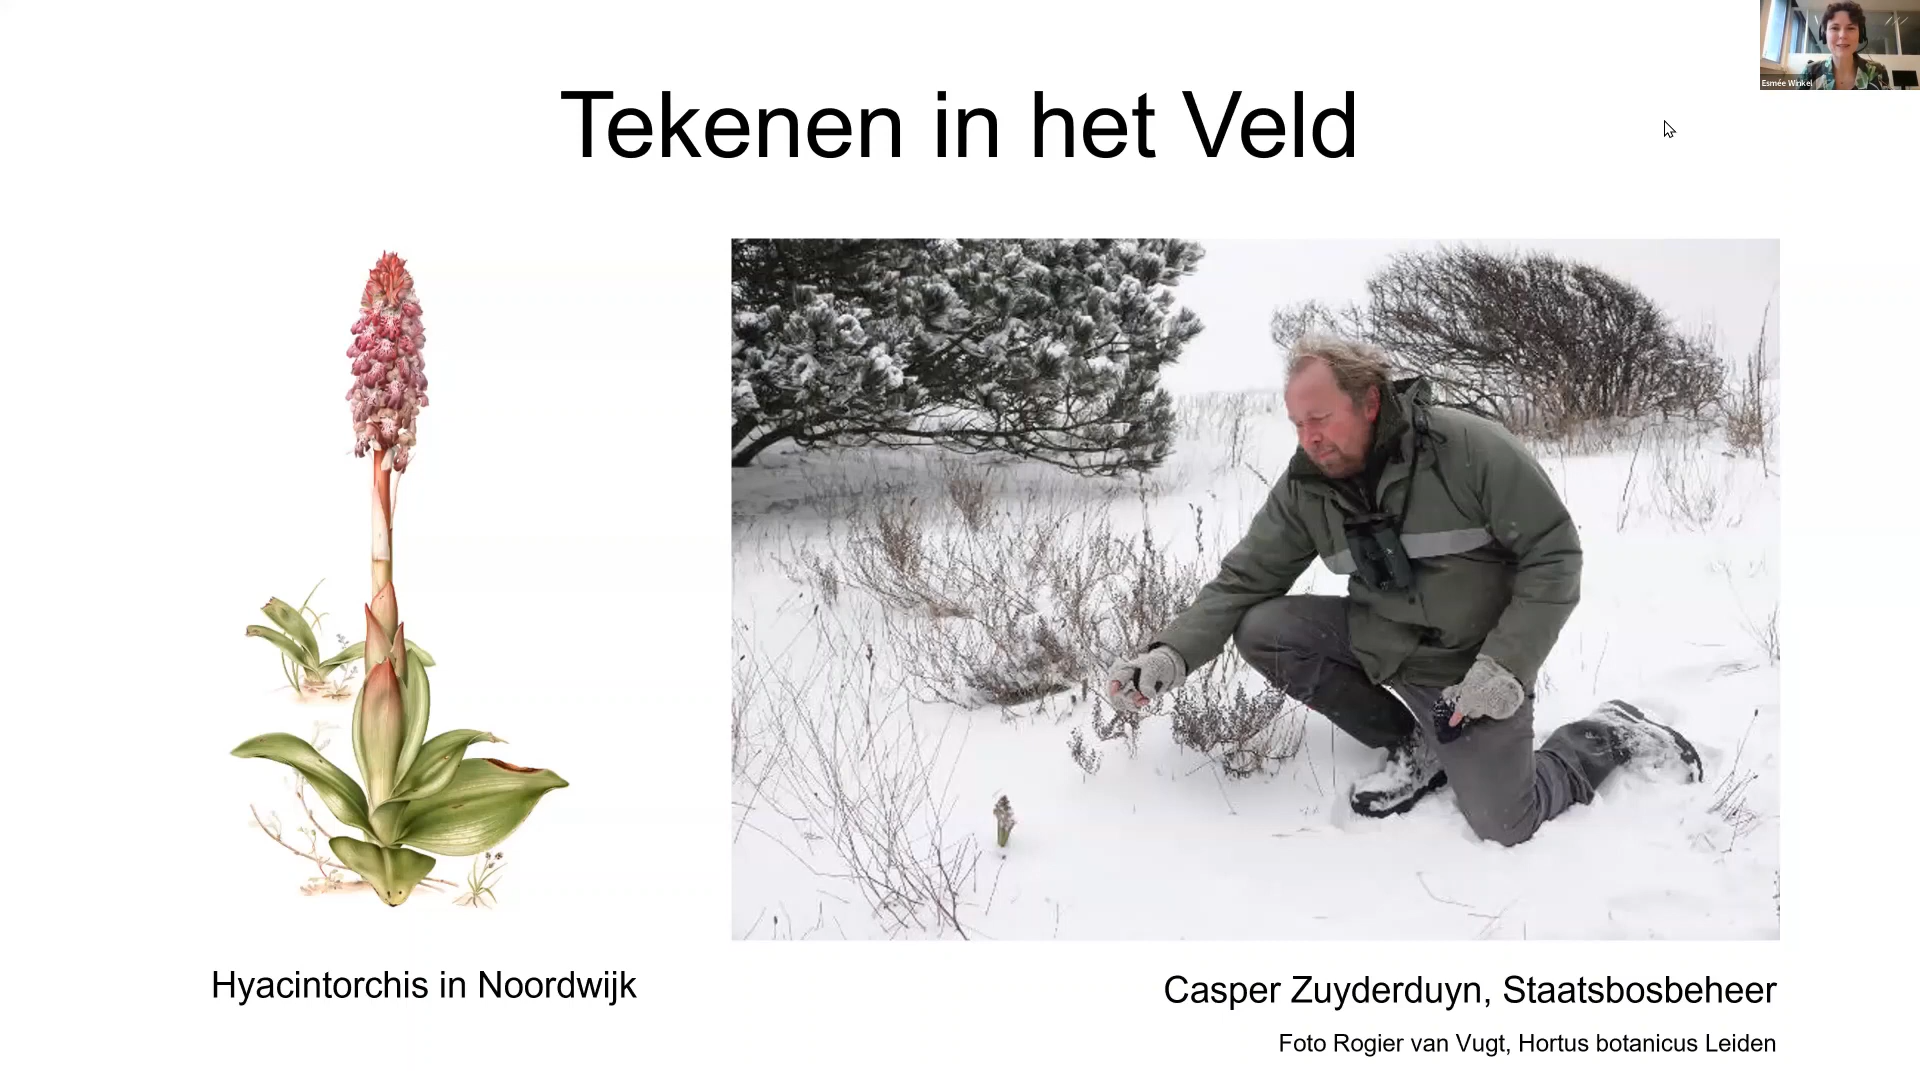 Tekenen in het Veld
Esmée Winkel
Hyacintorchis in Noordwijk
Casper Zuyderduyn, Staatsbosbeheer
Foto Rogier van Vugt, Hortus botanicus Leiden